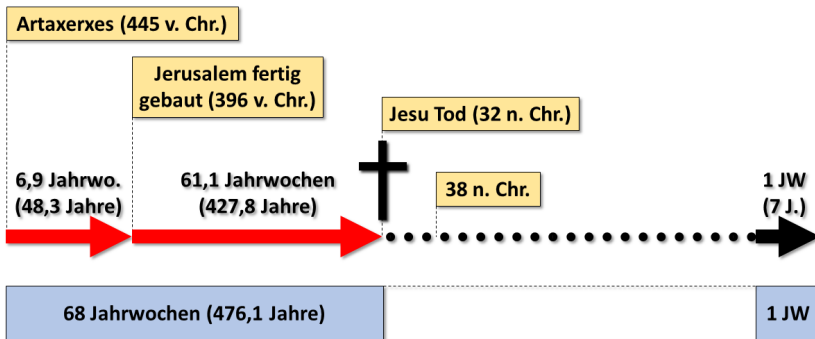 Artaxerxes (445 v. Chr.)
Jerusalem fertig
gebaut (396 v. Chr.)
Jesu Tod (32 n. Chr.)
6,9 Jahrwo.
(48,3 Jahre)
61,1 Jahrwochen
(427,8 Jahre)
38 n. Chr.
1 JW
(7 J.)
68 Jahrwochen (476,1 Jahre)
1 JW